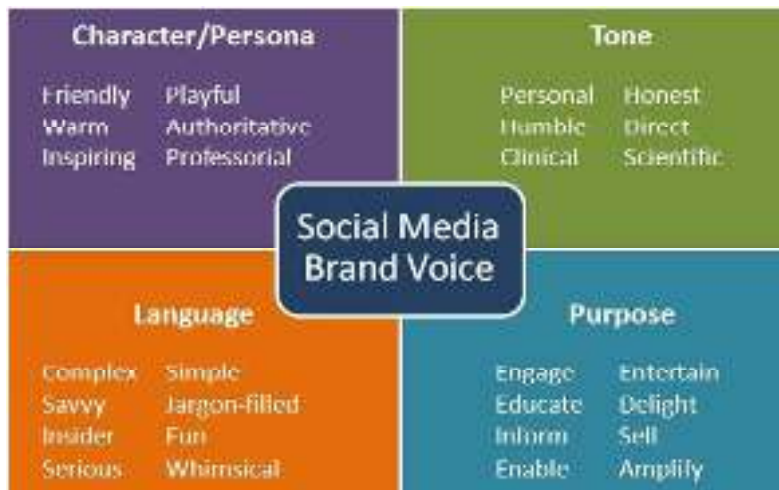 Character/Persona
Friendly Playful
Warm Authoritative
Inspiring Professorial
Tone
Personal Honest
Humble Direct
Clinical Scientific
Social Media
Brand Voice
Language
Complex Simple
Savvy Jargon-filled
Insider Fun
Serious Whimsical
Purpose
Engage Entertain
Educate Delight
Inform Sell
Enable Amplify